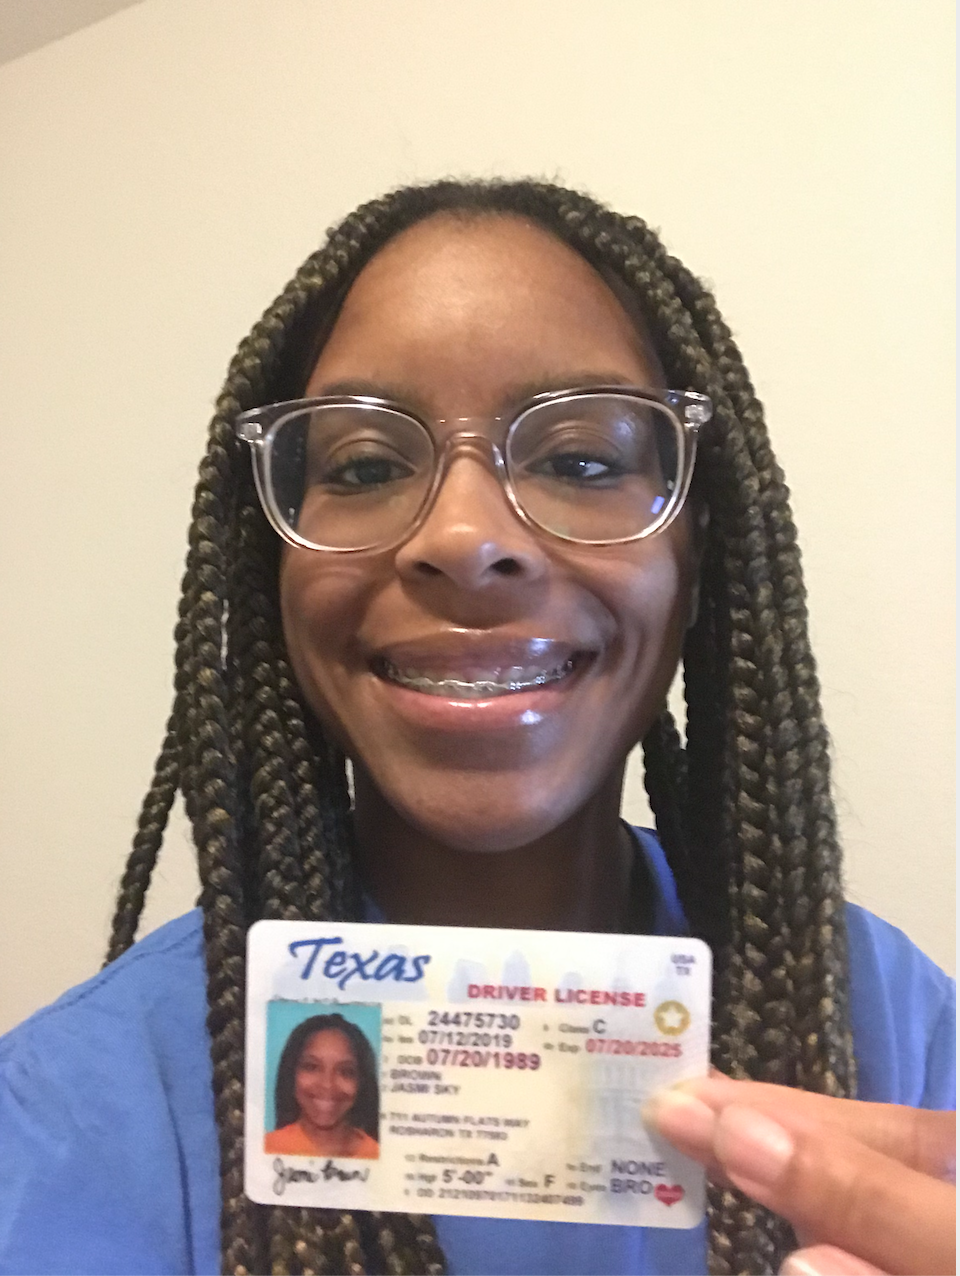 Texas
USA
TX
DRIVER LICENSE
DL 24475730
Class C
Iss 07/12/2019
Exp 07/20/2025
DOB 07/20/1989
BROWN
JASMI SKY
711 AUTUMN FLATS WAY
ROSHARON TX
Restrictions A
End NONE
Hgt 5'-00"
Sex F
Eyes BRO
DD